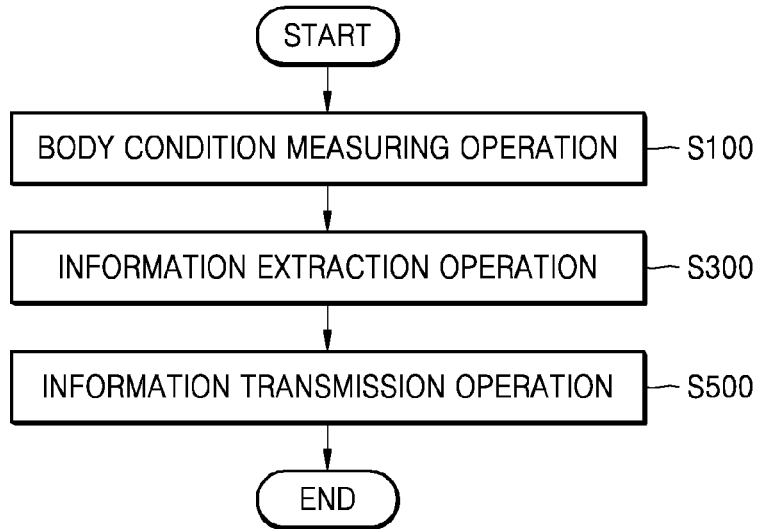 START
BODY CONDITION MEASURING OPERATION S100
INFORMATION EXTRACTION OPERATION S300
INFORMATION TRANSMISSION OPERATION S500
END